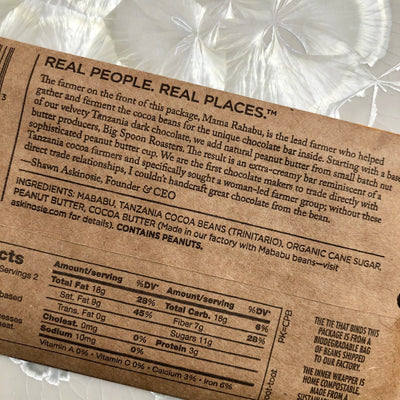 REAL PEOPLE. REAL PLACES.™
The farmer on the front of this package, Mama Rahabu, is the lead farmer who helped
gather and ferment the cocoa beans for the unique chocolate bar inside. Starting with a base
of our velvety Tanzania dark chocolate, we add natural peanut butter from small batch nut
butter producers, Big Spoon Roasters. The result is an extra-creamy bar reminiscent of a
sophisticated peanut butter cup. We are the first chocolate makers to trade directly with
Tanzania cocoa farmers and specifically sought a woman-led farmer group; without these
direct trade relationships, I couldn't handcraft great chocolate from the bean.
—Shawn Askinosie, Founder & CEO
INGREDIENTS: MABABU, TANZANIA COCOA BEANS (TRINITARIO), ORGANIC CANE SUGAR,
PEANUT BUTTER, COCOA BUTTER (Made in our factory with Mababu beans—visit
askinosie.com for details). CONTAINS PEANUTS.
cts
Servings 2
based
Amount/serving %DV*
Total Fat 18g 28%
Sat. Fat 9g 45%
Trans. Fat 0g
Cholest. 0mg 0%
Sodium 10mg 0%
Amount/serving %DV*
Total Carb. 18g 6%
Fiber 7g 28%
Sugars 11g
Protein 3g
Vitamin A 0% • Vitamin C 0% • Calcium 3% • Iron 6%
PK-CPB
THE TIE THAT BINDS THIS
PACKAGE IS FROM A
BIODEGRADABLE BAG
OF BEANS SHIPPED
TO OUR FACTORY.
THE INNER WRAPPER IS
HOME COMPOSTABLE,
MADE FROM A